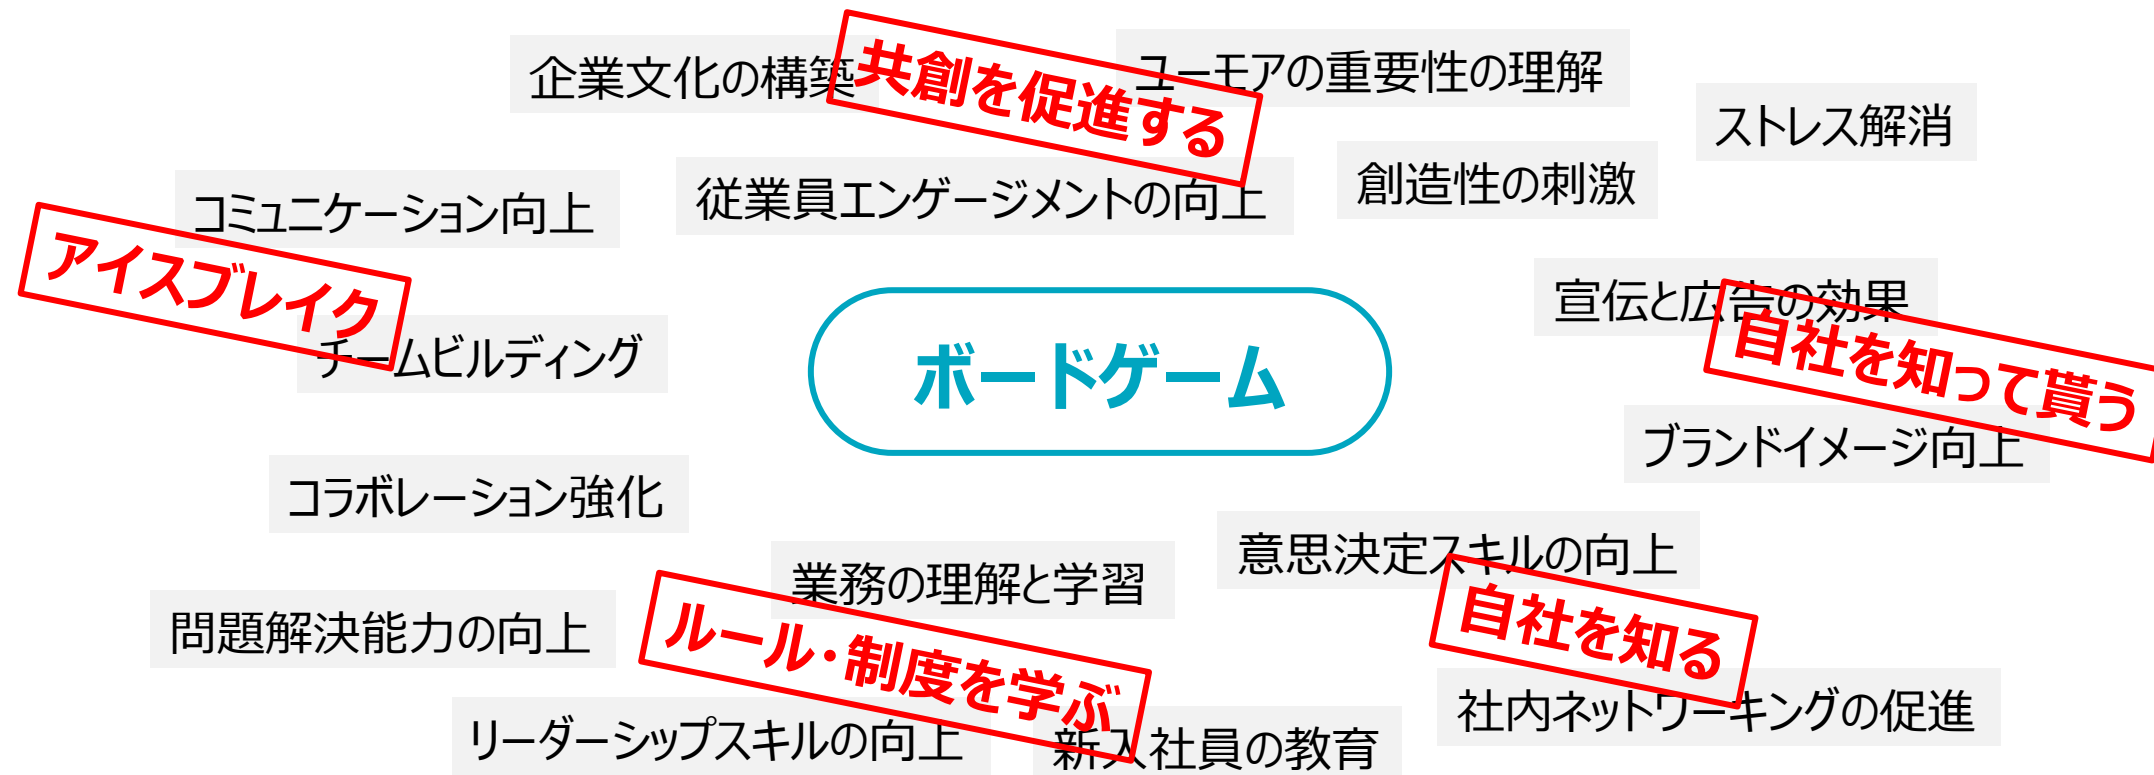 企業文化の構築
共創を促進する
ユーモアの重要性の理解
ストレス解消
コミュニケーション向上
従業員エンゲージメントの向上
創造性の刺激
アイスブレイク
チームビルディング
ボードゲーム
宣伝と広告の効果
自社を知って貰う
ブランドイメージ向上
コラボレーション強化
業務の理解と学習
意思決定スキルの向上
問題解決能力の向上
ルール・制度を学ぶ
自社を知る
リーダーシップスキルの向上
新入社員の教育
社内ネットワーキングの促進